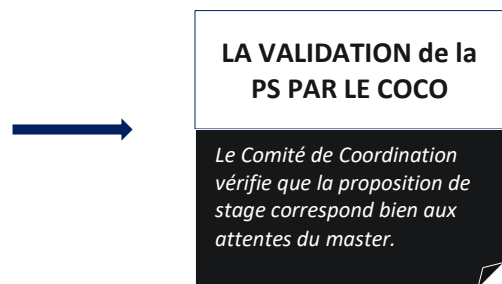 LA VALIDATION de la
PS PAR LE COCO
Le Comité de Coordination
vérifie que la proposition de
stage correspond bien aux
attentes du master.